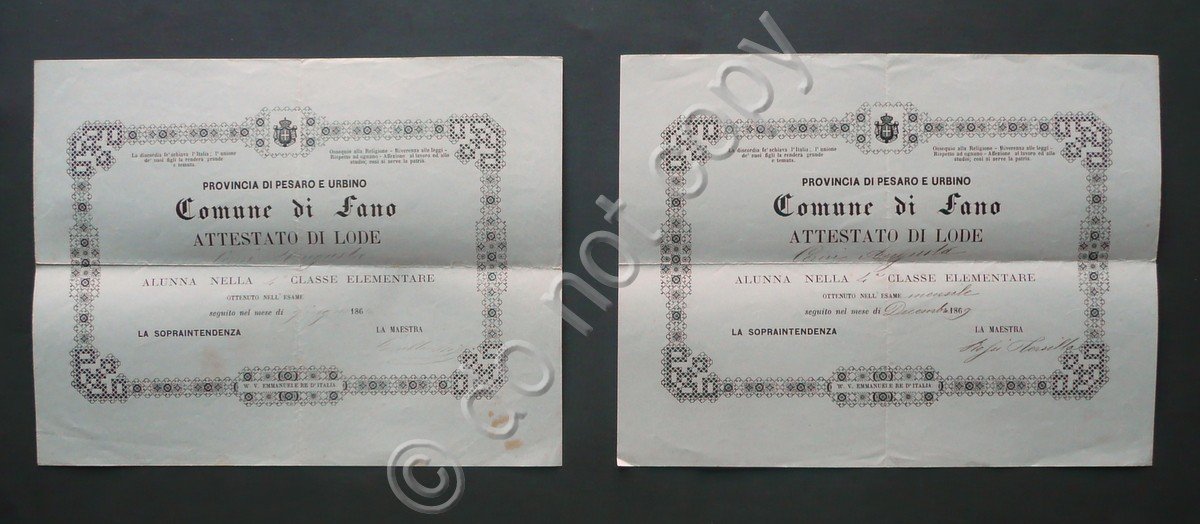 La discordia fe' schiava l'Italia; l'unione
de' suoi figli la renderà grande
e temuta.
Ossequio alla Religione - Riverenza alle leggi -
Rispetto ad ognuno - Affezione al lavoro ed allo
studio; così si serve la patria.
PROVINCIA DI PESARO E URBINO
Comune di Fano
ATTESTATO DI LODE
Augusta
ALUNNA NELLA 4ª CLASSE ELEMENTARE
OTTENUTO NELL' ESAME
seguito nel mese di 186
LA SOPRAINTENDENZA
LA MAESTRA
W. V. EMMANUELE RE D'ITALIA
La discordia fe' schiava l'Italia; l'unione
de' suoi figli la renderà grande
e temuta.
Ossequio alla Religione - Riverenza alle leggi -
Rispetto ad ognuno - Affezione al lavoro ed allo
studio; così si serve la patria.
PROVINCIA DI PESARO E URBINO
Comune di Fano
ATTESTATO DI LODE
Augusta
ALUNNA NELLA 4ª CLASSE ELEMENTARE
OTTENUTO NELL' ESAME mensile
seguito nel mese di Decembre 1869
LA SOPRAINTENDENZA
LA MAESTRA
W. V. EMMANUELE RE D'ITALIA
© do not copy